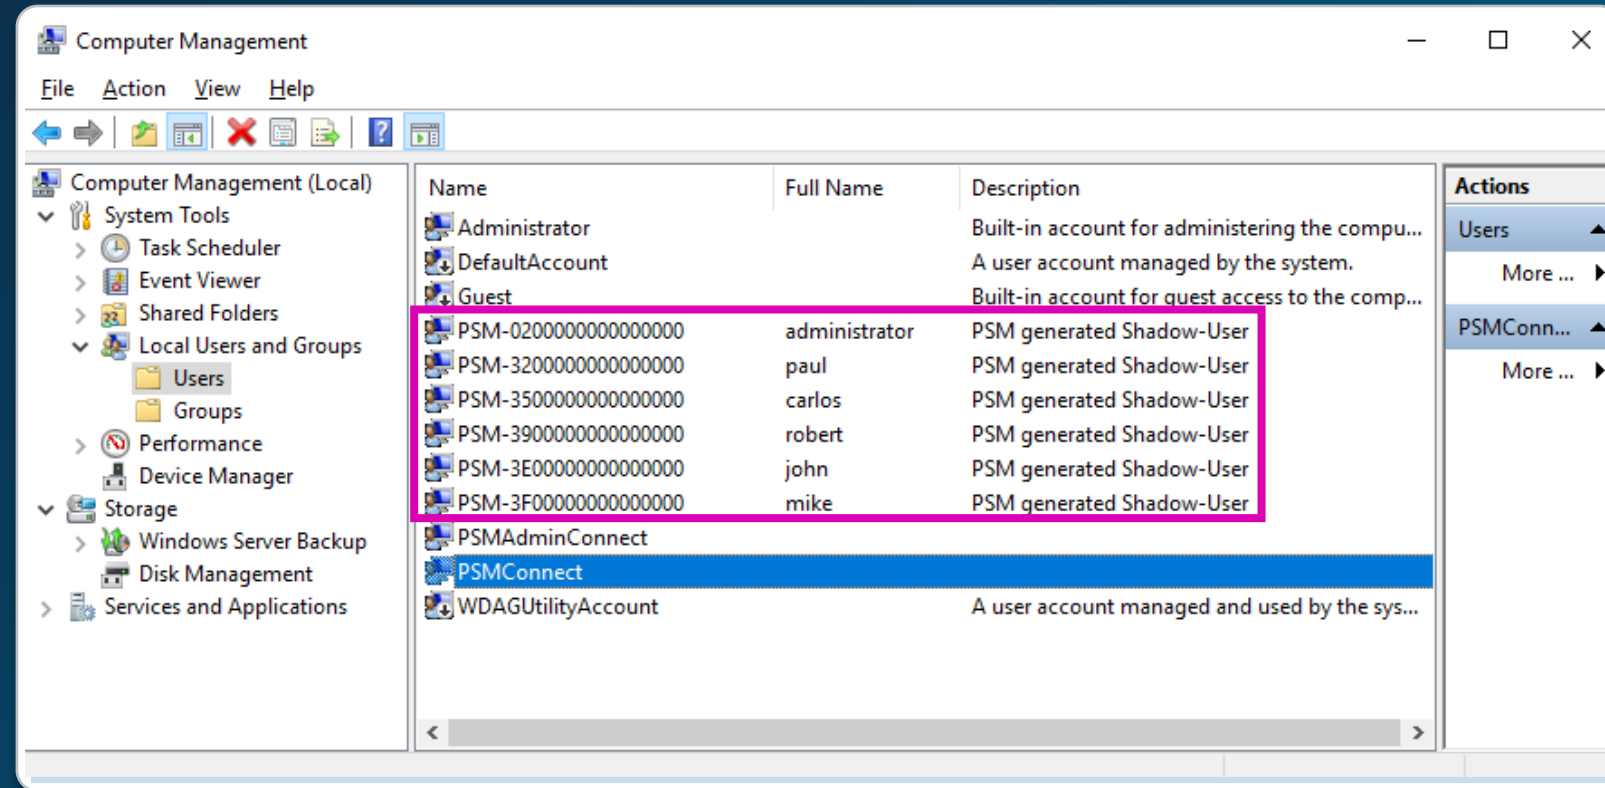 Computer Management
File Action View Help
Computer Management (Local)
System Tools
Task Scheduler
Event Viewer
Shared Folders
Local Users and Groups
Users
Groups
Performance
Device Manager
Storage
Windows Server Backup
Disk Management
Services and Applications
Name Full Name Description
Administrator Built-in account for administering the compu...
DefaultAccount A user account managed by the system.
Guest Built-in account for guest access to the comp...
PSM-0200000000000000 administrator PSM generated Shadow-User
PSM-3200000000000000 paul PSM generated Shadow-User
PSM-3500000000000000 carlos PSM generated Shadow-User
PSM-3900000000000000 robert PSM generated Shadow-User
PSM-3E00000000000000 john PSM generated Shadow-User
PSM-3F00000000000000 mike PSM generated Shadow-User
PSMAdminConnect
PSMConnect
WDAGUtilityAccount A user account managed and used by the sys...
Actions
Users
More ...
PSMConn...
More ...